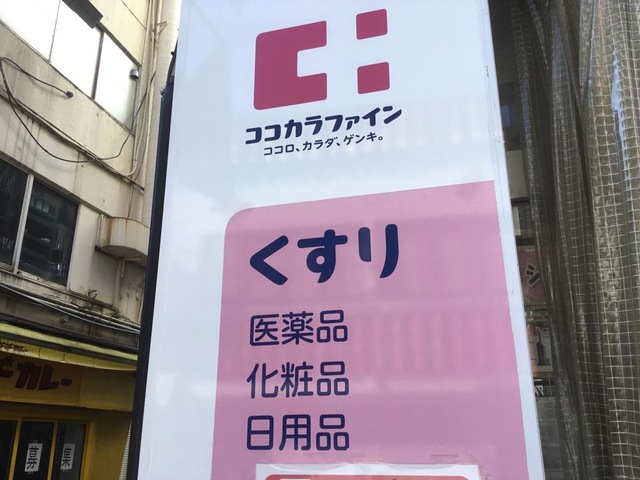 ココカラファイン
ココロ、カラダ、ゲンキ。
くすり
医薬品
化粧品
日用品
カレー
募集